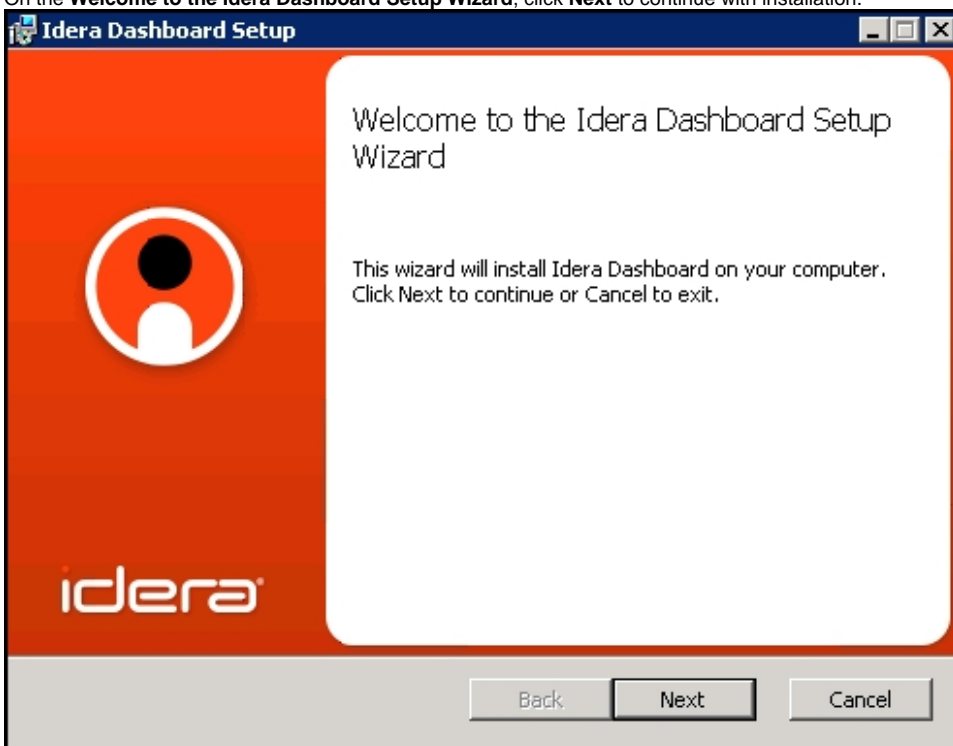 On the Welcome to the Idera Dashboard Setup Wizard, click Next to continue with installation.
Idera Dashboard Setup
Welcome to the Idera Dashboard Setup
Wizard
This wizard will install Idera Dashboard on your computer.
Click Next to continue or Cancel to exit.
idera
Back
Next
Cancel